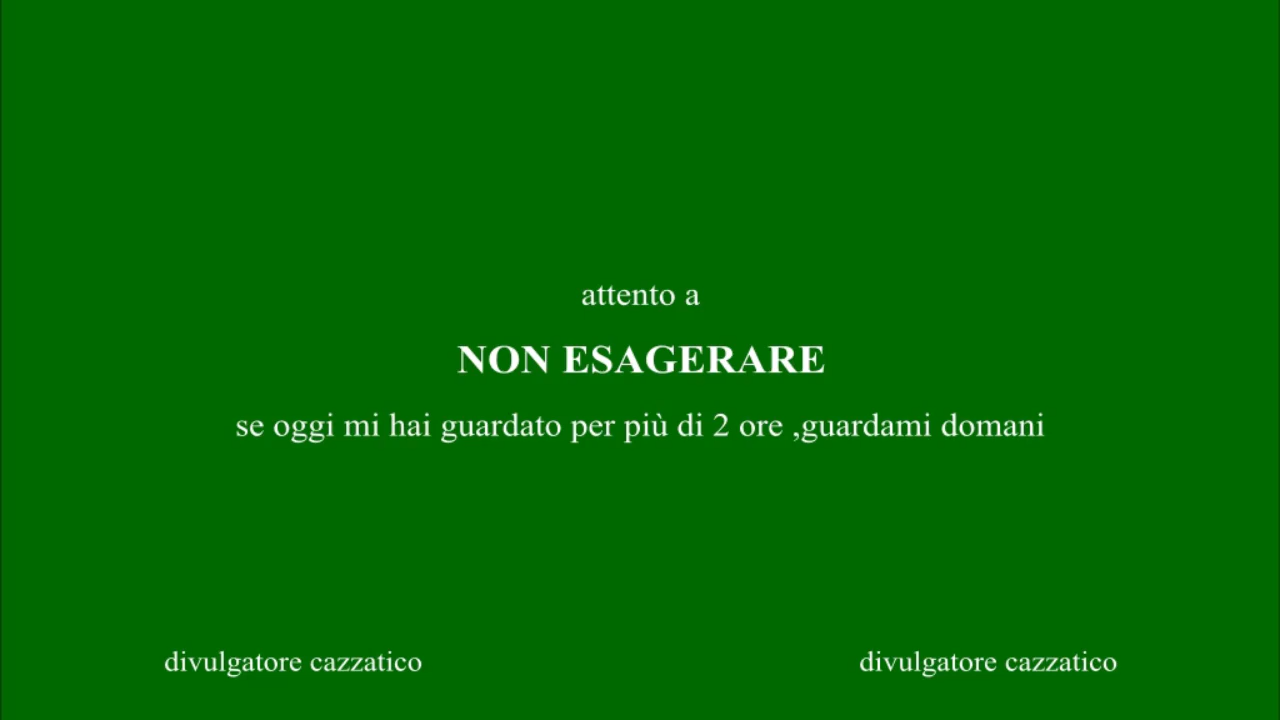 attento a
NON ESAGERARE
se oggi mi hai guardato per più di 2 ore ,guardami domani
divulgatore cazzatico
divulgatore cazzatico